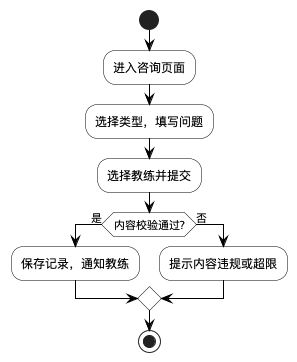 进入咨询页面
选择类型，填写问题
选择教练并提交
内容校验通过?
是
否
保存记录，通知教练
提示内容违规或超限